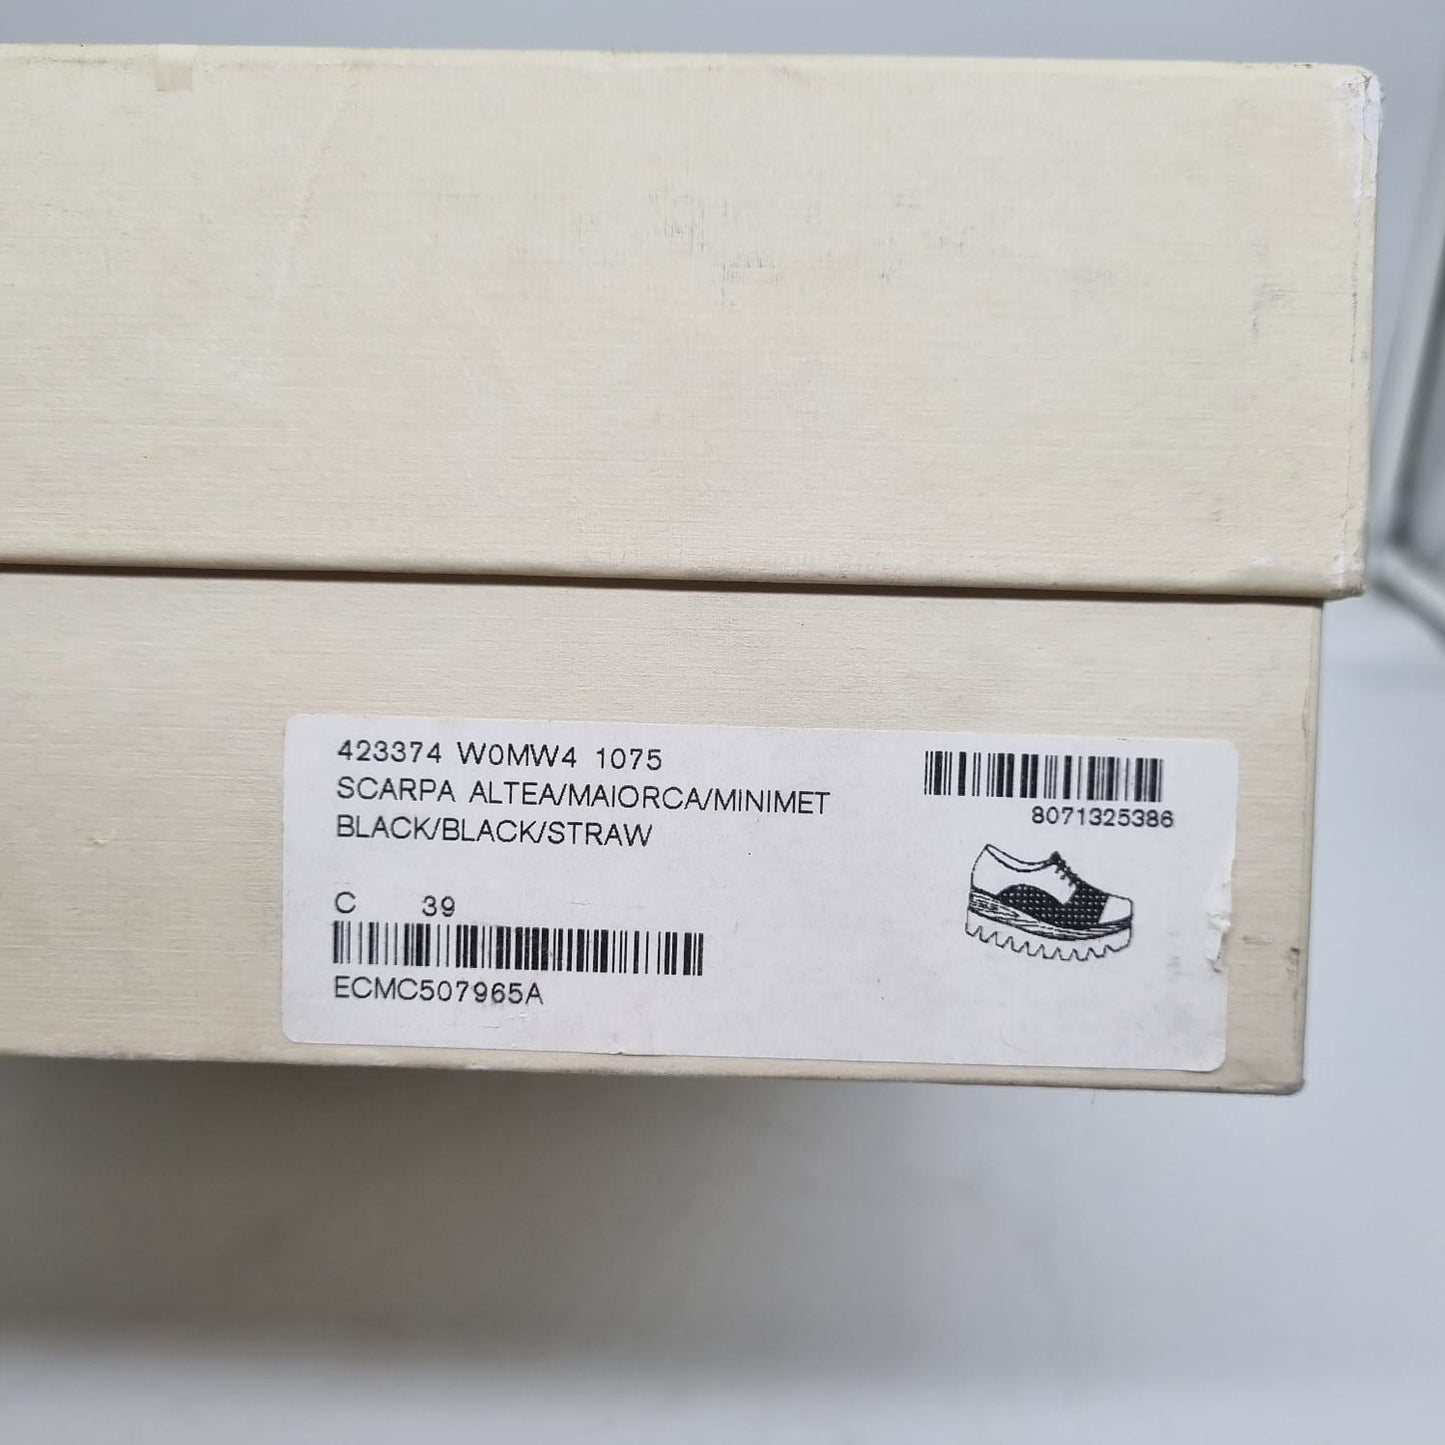 423374 W0MW4 1075
SCARPA ALTEA/MAIORCA/MINIMET
BLACK/BLACK/STRAW
C 39
ECMC507965A
8071325386